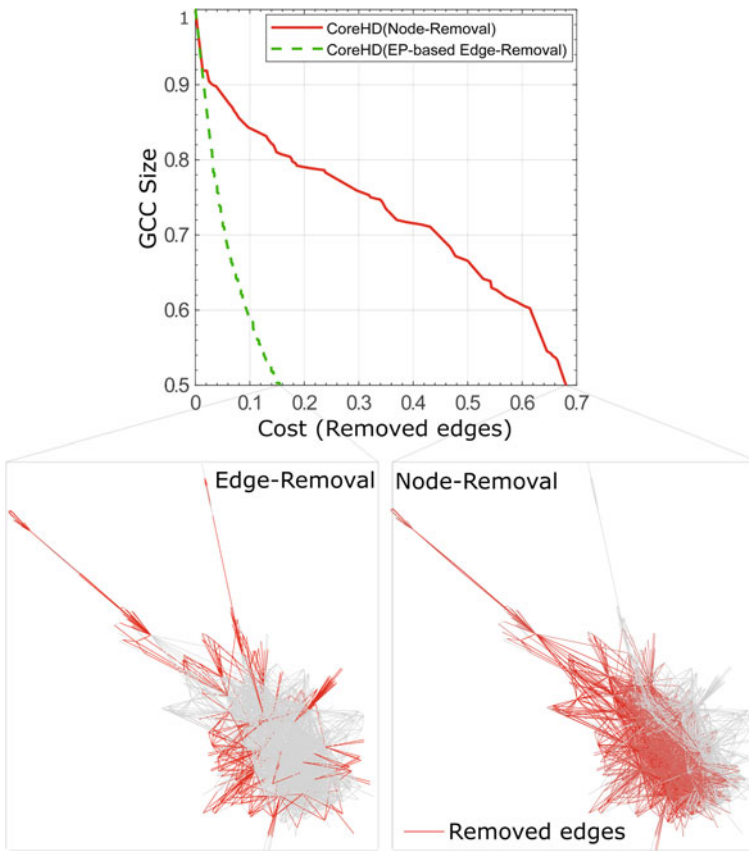 CoreHD(Node-Removal)
CoreHD(EP-based Edge-Removal)
1
0.9
0.8
0.7
0.6
0.5
GCC Size
0 0.1 0.2 0.3 0.4 0.5 0.6 0.7
Cost (Removed edges)
Edge-Removal
Node-Removal
Removed edges